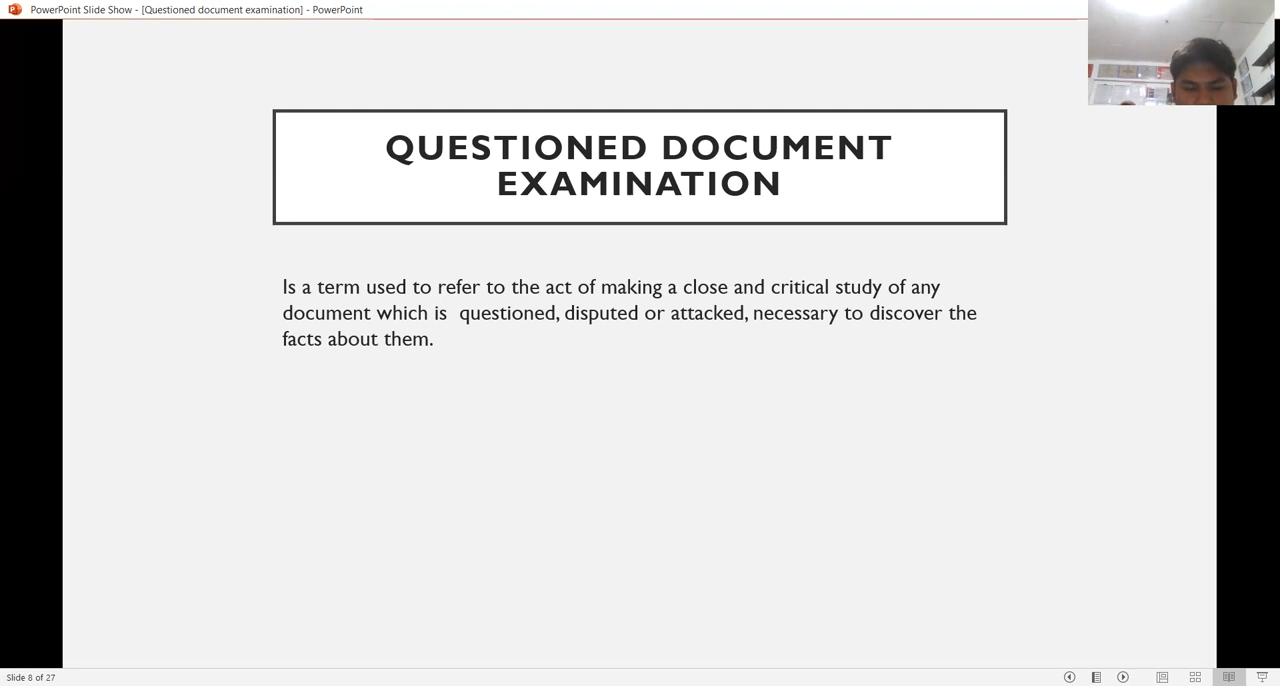 PowerPoint Slide Show - [Questioned document examination] - PowerPoint
QUESTIONED DOCUMENT
EXAMINATION
Is a term used to refer to the act of making a close and critical study of any
document which is  questioned, disputed or attacked, necessary to discover the
facts about them.
Slide 8 of 27